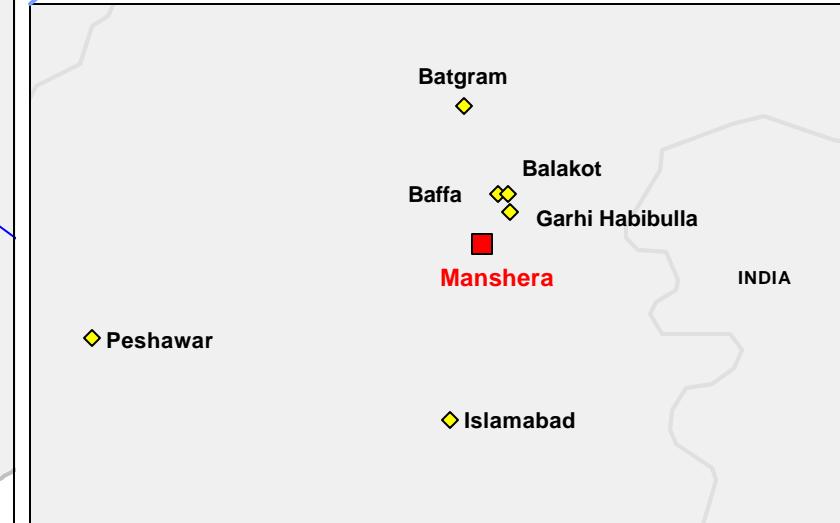 Batgram
Balakot
Baffa
Garhi Habibulla
Manshera
INDIA
Peshawar
Islamabad